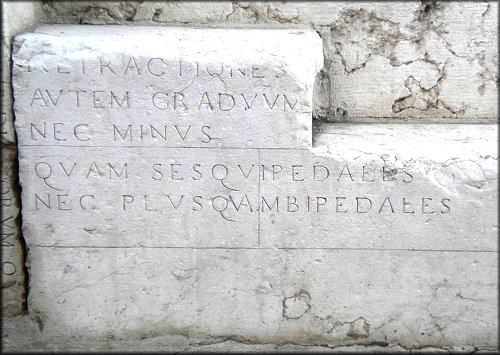 RETRACTIONES
AVTEM GRADVVM
NEC MINVS
QVAM SESQVIPEDALES
NEC PLVSQVAMBIPEDALES